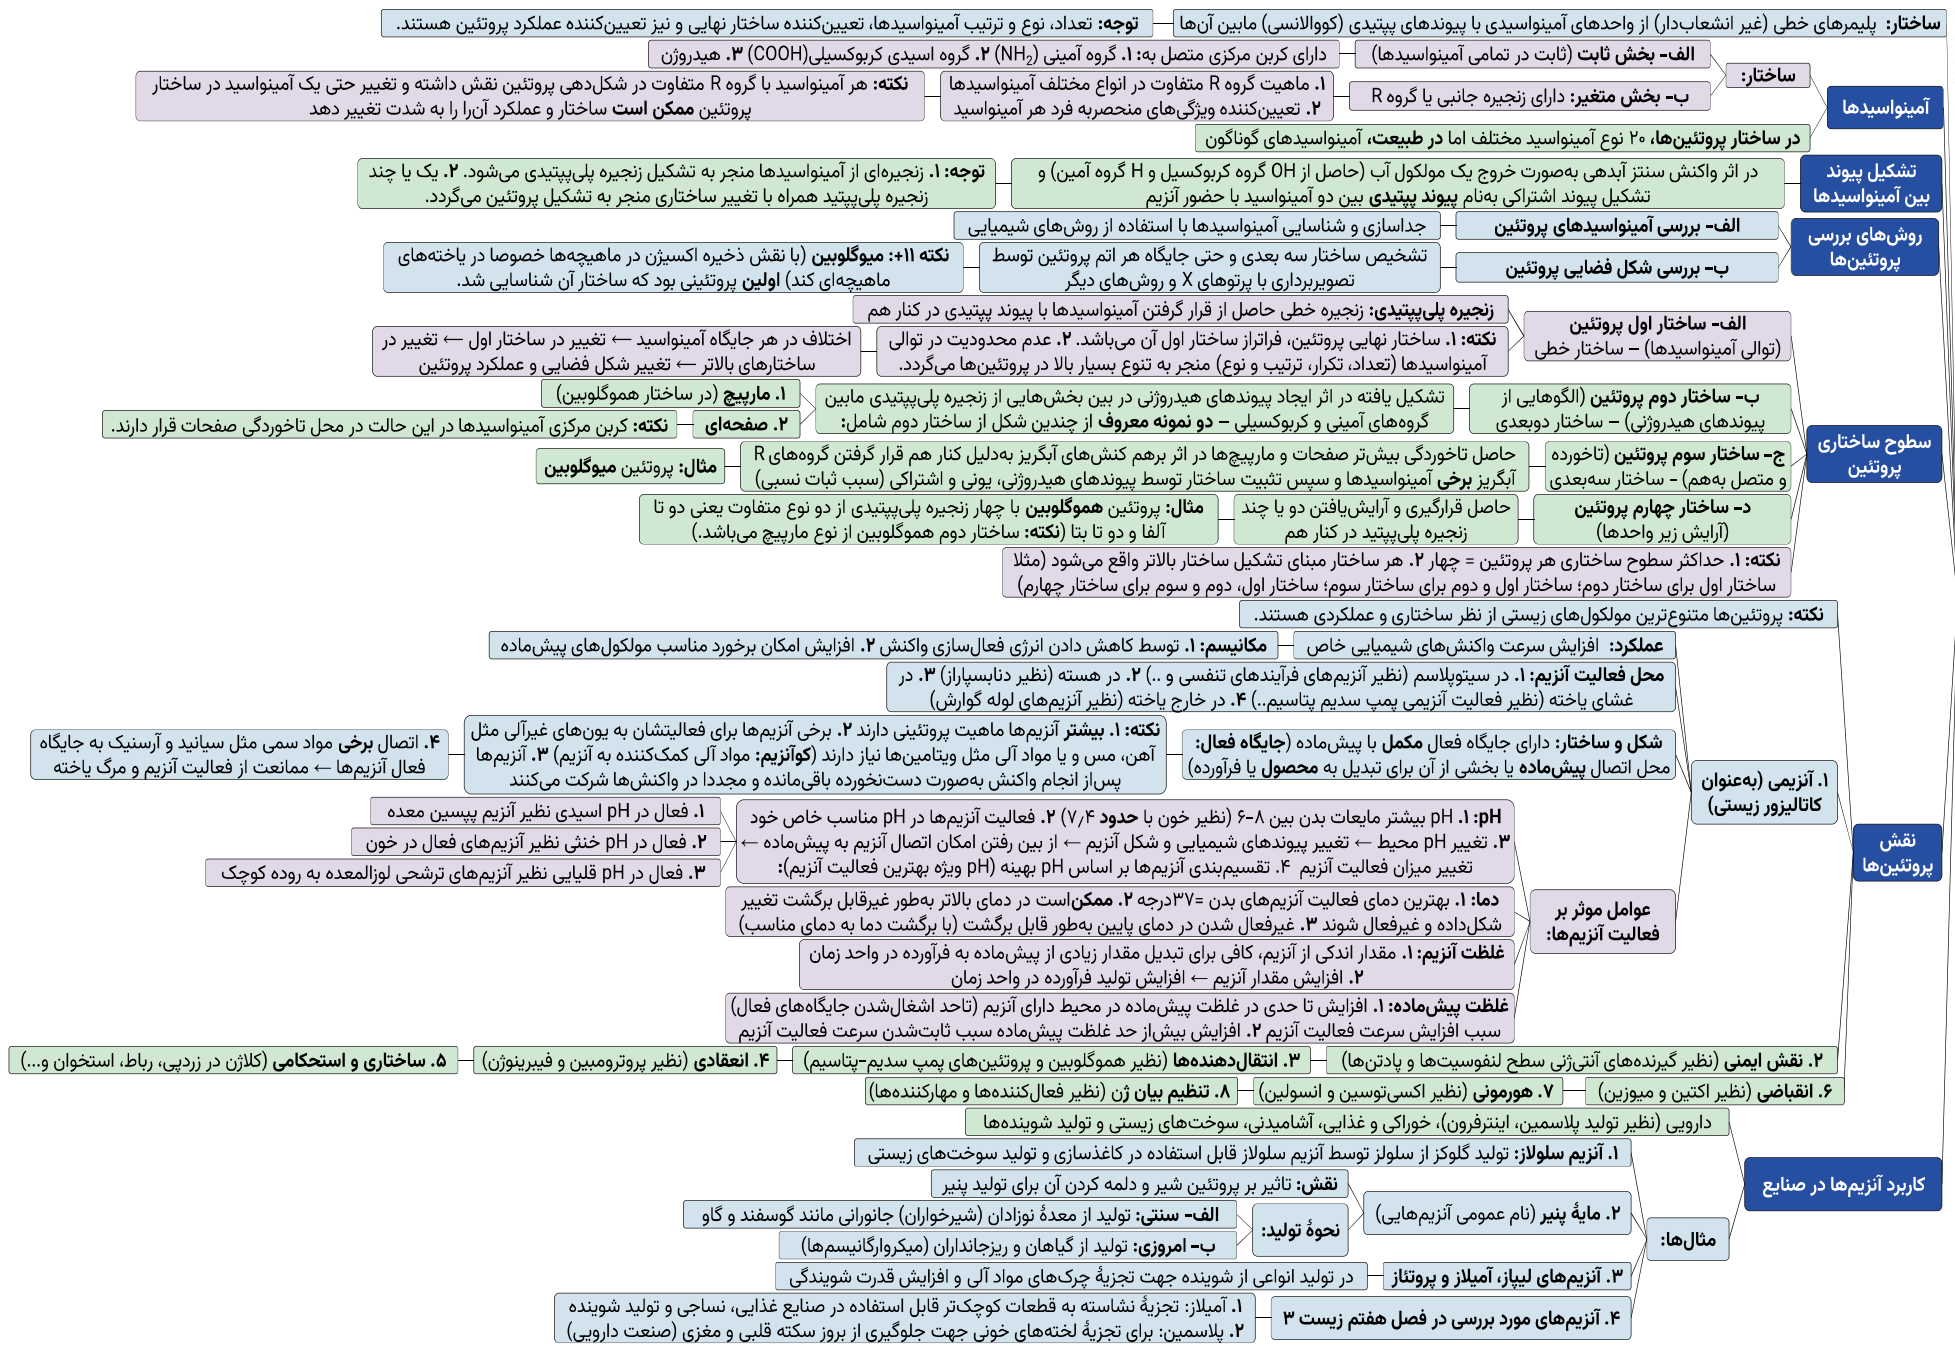 ساختار: پلیمرهای خطی (غیر انشعاب‌دار) از واحدهای آمینواسیدی با پیوندهای پپتیدی (کووالانسی) مابین آن‌ها
توجه: تعداد، نوع و ترتیب آمینواسیدها، تعیین‌کننده ساختار نهایی و نیز تعیین‌کننده عملکرد پروتئین هستند.
آمینواسیدها
ساختار:
الف- بخش ثابت (ثابت در تمامی آمینواسیدها)
دارای کربن مرکزی متصل به: ۱. گروه آمینی (NH₂) ۲. گروه اسیدی کربوکسیلی(COOH) ۳. هیدروژن
ب- بخش متغیر: دارای زنجیره جانبی یا گروه R
۱. ماهیت گروه R متفاوت در انواع مختلف آمینواسیدها
۲. تعیین‌کننده ویژگی‌های منحصربه فرد هر آمینواسید
نکته: هر آمینواسید با گروه R متفاوت در شکل‌دهی پروتئین نقش داشته و تغییر حتی یک آمینواسید در ساختار
پروتئین ممکن است ساختار و عملکرد آن‌را را به شدت تغییر دهد
در ساختار پروتئین‌ها، ۲۰ نوع آمینواسید مختلف اما در طبیعت، آمینواسیدهای گوناگون
تشکیل پیوند
بین آمینواسیدها
در اثر واکنش سنتز آبدهی به‌صورت خروج یک مولکول آب (حاصل از OH گروه کربوکسیل و H گروه آمین) و
تشکیل پیوند اشتراکی به‌نام پیوند پپتیدی بین دو آمینواسید با حضور آنزیم
توجه: ۱. زنجیره‌ای از آمینواسیدها منجر به تشکیل زنجیره پلی‌پپتیدی می‌شود. ۲. یک یا چند
زنجیره پلی‌پپتید همراه با تغییر ساختاری منجر به تشکیل پروتئین می‌گردد.
روش‌های بررسی
پروتئین‌ها
الف- بررسی آمینواسیدهای پروتئین
جداسازی و شناسایی آمینواسیدها با استفاده از روش‌های شیمیایی
ب- بررسی شکل فضایی پروتئین
تشخیص ساختار سه بعدی و حتی جایگاه هر اتم پروتئین توسط
تصویربرداری با پرتوهای X و روش‌های دیگر
نکته ۱۱+: میوگلوبین (با نقش ذخیره اکسیژن در ماهیچه‌ها خصوصا در یاخته‌های
ماهیچه‌ای کند) اولین پروتئینی بود که ساختار آن شناسایی شد.
سطوح ساختاری
پروتئین
الف- ساختار اول پروتئین
(توالی آمینواسیدها) – ساختار خطی
زنجیره پلی‌پپتیدی: زنجیره خطی حاصل از قرار گرفتن آمینواسیدها با پیوند پپتیدی در کنار هم
نکته: ۱. ساختار نهایی پروتئین، فراتراز ساختار اول آن می‌باشد. ۲. عدم محدودیت در توالی
آمینواسیدها (تعداد، تکرار، ترتیب و نوع) منجر به تنوع بسیار بالا در پروتئین‌ها می‌گردد.
اختلاف در هر جایگاه آمینواسید ← تغییر در ساختار اول ← تغییر در
ساختارهای بالاتر ← تغییر شکل فضایی و عملکرد پروتئین
ب- ساختار دوم پروتئین (الگوهایی از
پیوندهای هیدروژنی) – ساختار دوبعدی
تشکیل یافته در اثر ایجاد پیوندهای هیدروژنی در بین بخش‌هایی از زنجیره پلی‌پپتیدی مابین
گروه‌های آمینی و کربوکسیلی – دو نمونه معروف از چندین شکل از ساختار دوم شامل:
۱. مارپیچ (در ساختار هموگلوبین)
۲. صفحه‌ای
نکته: کربن مرکزی آمینواسیدها در این حالت در محل تاخوردگی صفحات قرار دارند.
ج- ساختار سوم پروتئین (تاخورده
و متصل به‌هم) - ساختار سه‌بعدی
حاصل تاخوردگی بیش‌تر صفحات و مارپیچ‌ها در اثر برهم کنش‌های آبگریز به‌دلیل کنار هم قرار گرفتن گروه‌های R
آبگریز برخی آمینواسیدها و سپس تثبیت ساختار توسط پیوندهای هیدروژنی، یونی و اشتراکی (سبب ثبات نسبی)
مثال: پروتئین میوگلوبین
د- ساختار چهارم پروتئین
(آرایش زیر واحدها)
حاصل قرارگیری و آرایش‌یافتن دو یا چند
زنجیره پلی‌پپتید در کنار هم
مثال: پروتئین هموگلوبین با چهار زنجیره پلی‌پپتیدی از دو نوع متفاوت یعنی دو تا
آلفا و دو تا بتا (نکته: ساختار دوم هموگلوبین از نوع مارپیچ می‌باشد.)
نکته: ۱. حداکثر سطوح ساختاری هر پروتئین = چهار ۲. هر ساختار مبنای تشکیل ساختار بالاتر واقع می‌شود (مثلا
ساختار اول برای ساختار دوم؛ ساختار اول و دوم برای ساختار سوم؛ ساختار اول، دوم و سوم برای ساختار چهارم)
نقش
پروتئین‌ها
نکته: پروتئین‌ها متنوع‌ترین مولکول‌های زیستی از نظر ساختاری و عملکردی هستند.
۱. آنزیمی (به‌عنوان
کاتالیزور زیستی)
عملکرد: افزایش سرعت واکنش‌های شیمیایی خاص
مکانیسم: ۱. توسط کاهش دادن انرژی فعال‌سازی واکنش ۲. افزایش امکان برخورد مناسب مولکول‌های پیش‌ماده
محل فعالیت آنزیم: ۱. در سیتوپلاسم (نظیر آنزیم‌های فرآیندهای تنفسی و ..) ۲. در هسته (نظیر دنابسپاراز) ۳. در
غشای یاخته (نظیر فعالیت آنزیمی پمپ سدیم پتاسیم..) ۴. در خارج یاخته (نظیر آنزیم‌های لوله گوارش)
شکل و ساختار: دارای جایگاه فعال مکمل با پیش‌ماده (جایگاه فعال:
محل اتصال پیش‌ماده یا بخشی از آن برای تبدیل به محصول یا فرآورده)
نکته: ۱. بیشتر آنزیم‌ها ماهیت پروتئینی دارند ۲. برخی آنزیم‌ها برای فعالیتشان به یون‌های غیرآلی مثل
آهن، مس و یا مواد آلی مثل ویتامین‌ها نیاز دارند (کوآنزیم: مواد آلی کمک‌کننده به آنزیم) ۳. آنزیم‌ها
پس‌از انجام واکنش به‌صورت دست‌نخورده باقی‌مانده و مجددا در واکنش‌ها شرکت می‌کنند
۴. اتصال برخی مواد سمی مثل سیانید و آرسنیک به جایگاه
فعال آنزیم‌ها ← ممانعت از فعالیت آنزیم و مرگ یاخته
عوامل موثر بر
فعالیت آنزیم‌ها:
pH: ۱. pH بیشتر مایعات بدن بین ۸-۶ (نظیر خون با حدود ۷٫۴) ۲. فعالیت آنزیم‌ها در pH مناسب خاص خود
۳. تغییر pH محیط ← تغییر پیوندهای شیمیایی و شکل آنزیم ← از بین رفتن امکان اتصال آنزیم به پیش‌ماده ←
تغییر میزان فعالیت آنزیم ۴. تقسیم‌بندی آنزیم‌ها بر اساس pH بهینه (pH ویژه بهترین فعالیت آنزیم):
۱. فعال در pH اسیدی نظیر آنزیم پپسین معده
۲. فعال در pH خنثی نظیر آنزیم‌های فعال در خون
۳. فعال در pH قلیایی نظیر آنزیم‌های ترشحی لوزالمعده به روده کوچک
دما: ۱. بهترین دمای فعالیت آنزیم‌های بدن =۳۷درجه ۲. ممکن‌است در دمای بالاتر به‌طور غیرقابل برگشت تغییر
شکل‌داده و غیرفعال شوند ۳. غیرفعال شدن در دمای پایین به‌طور قابل برگشت (با برگشت دما به دمای مناسب)
غلظت آنزیم: ۱. مقدار اندکی از آنزیم، کافی برای تبدیل مقدار زیادی از پیش‌ماده به فرآورده در واحد زمان
۲. افزایش مقدار آنزیم ← افزایش تولید فرآورده در واحد زمان
غلظت پیش‌ماده: ۱. افزایش تا حدی در غلظت پیش‌ماده در محیط دارای آنزیم (تاحد اشغال‌شدن جایگاه‌های فعال)
سبب افزایش سرعت فعالیت آنزیم ۲. افزایش بیش‌از حد غلظت پیش‌ماده سبب ثابت‌شدن سرعت فعالیت آنزیم
۲. نقش ایمنی (نظیر گیرنده‌های آنتی‌ژنی سطح لنفوسیت‌ها و پادتن‌ها)
۳. انتقال‌دهنده‌ها (نظیر هموگلوبین و پروتئین‌های پمپ سدیم-پتاسیم)
۴. انعقادی (نظیر پروترومبین و فیبرینوژن)
۵. ساختاری و استحکامی (کلاژن در زردپی، رباط، استخوان و...)
۶. انقباضی (نظیر اکتین و میوزین)
۷. هورمونی (نظیر اکسی‌توسین و انسولین)
۸. تنظیم بیان ژن (نظیر فعال‌کننده‌ها و مهارکننده‌ها)
کاربرد آنزیم‌ها در صنایع
دارویی (نظیر تولید پلاسمین، اینترفرون)، خوراکی و غذایی، آشامیدنی، سوخت‌های زیستی و تولید شوینده‌ها
مثال‌ها:
۱. آنزیم سلولاز: تولید گلوکز از سلولز توسط آنزیم سلولاز قابل استفاده در کاغذسازی و تولید سوخت‌های زیستی
۲. مایۀ پنیر (نام عمومی آنزیم‌هایی)
نقش: تاثیر بر پروتئین شیر و دلمه کردن آن برای تولید پنیر
نحوۀ تولید:
الف- سنتی: تولید از معدۀ نوزادان (شیرخواران) جانورانی مانند گوسفند و گاو
ب- امروزی: تولید از گیاهان و ریزجانداران (میکروارگانیسم‌ها)
۳. آنزیم‌های لیپاز، آمیلاز و پروتئاز
در تولید انواعی از شوینده جهت تجزیۀ چرک‌های مواد آلی و افزایش قدرت شویندگی
۴. آنزیم‌های مورد بررسی در فصل هفتم زیست ۳
۱. آمیلاز: تجزیۀ نشاسته به قطعات کوچک‌تر قابل استفاده در صنایع غذایی، نساجی و تولید شوینده
۲. پلاسمین: برای تجزیۀ لخته‌های خونی جهت جلوگیری از بروز سکته قلبی و مغزی (صنعت دارویی)